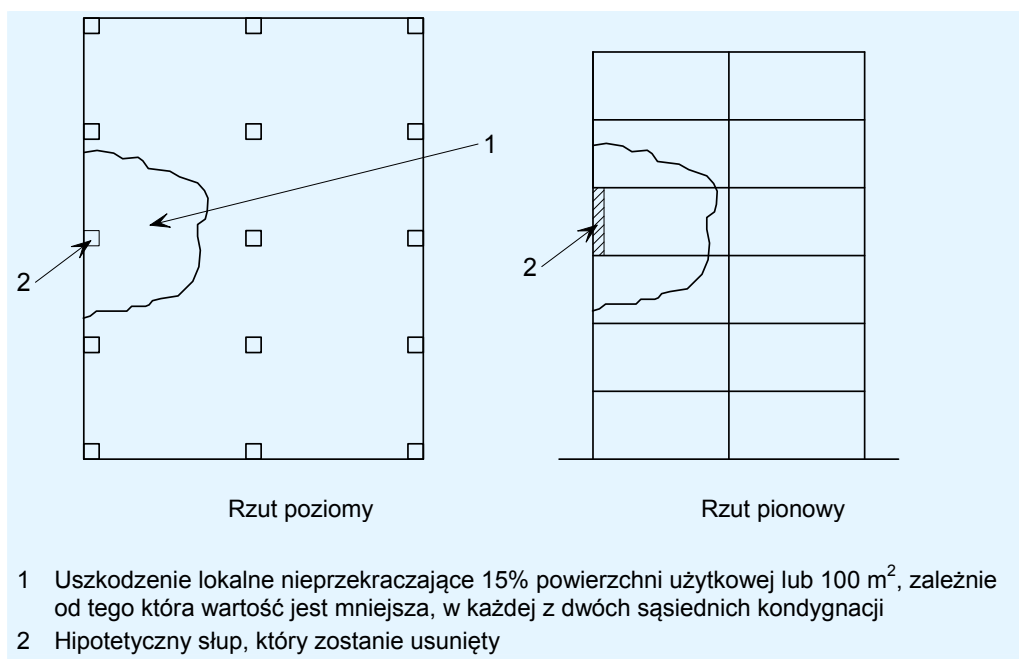 1
2
2
Rzut poziomy
Rzut pionowy
1 Uszkodzenie lokalne nieprzekraczające 15% powierzchni użytkowej lub 100 m², zależnie
od tego która wartość jest mniejsza, w każdej z dwóch sąsiednich kondygnacji
2 Hipotetyczny słup, który zostanie usunięty